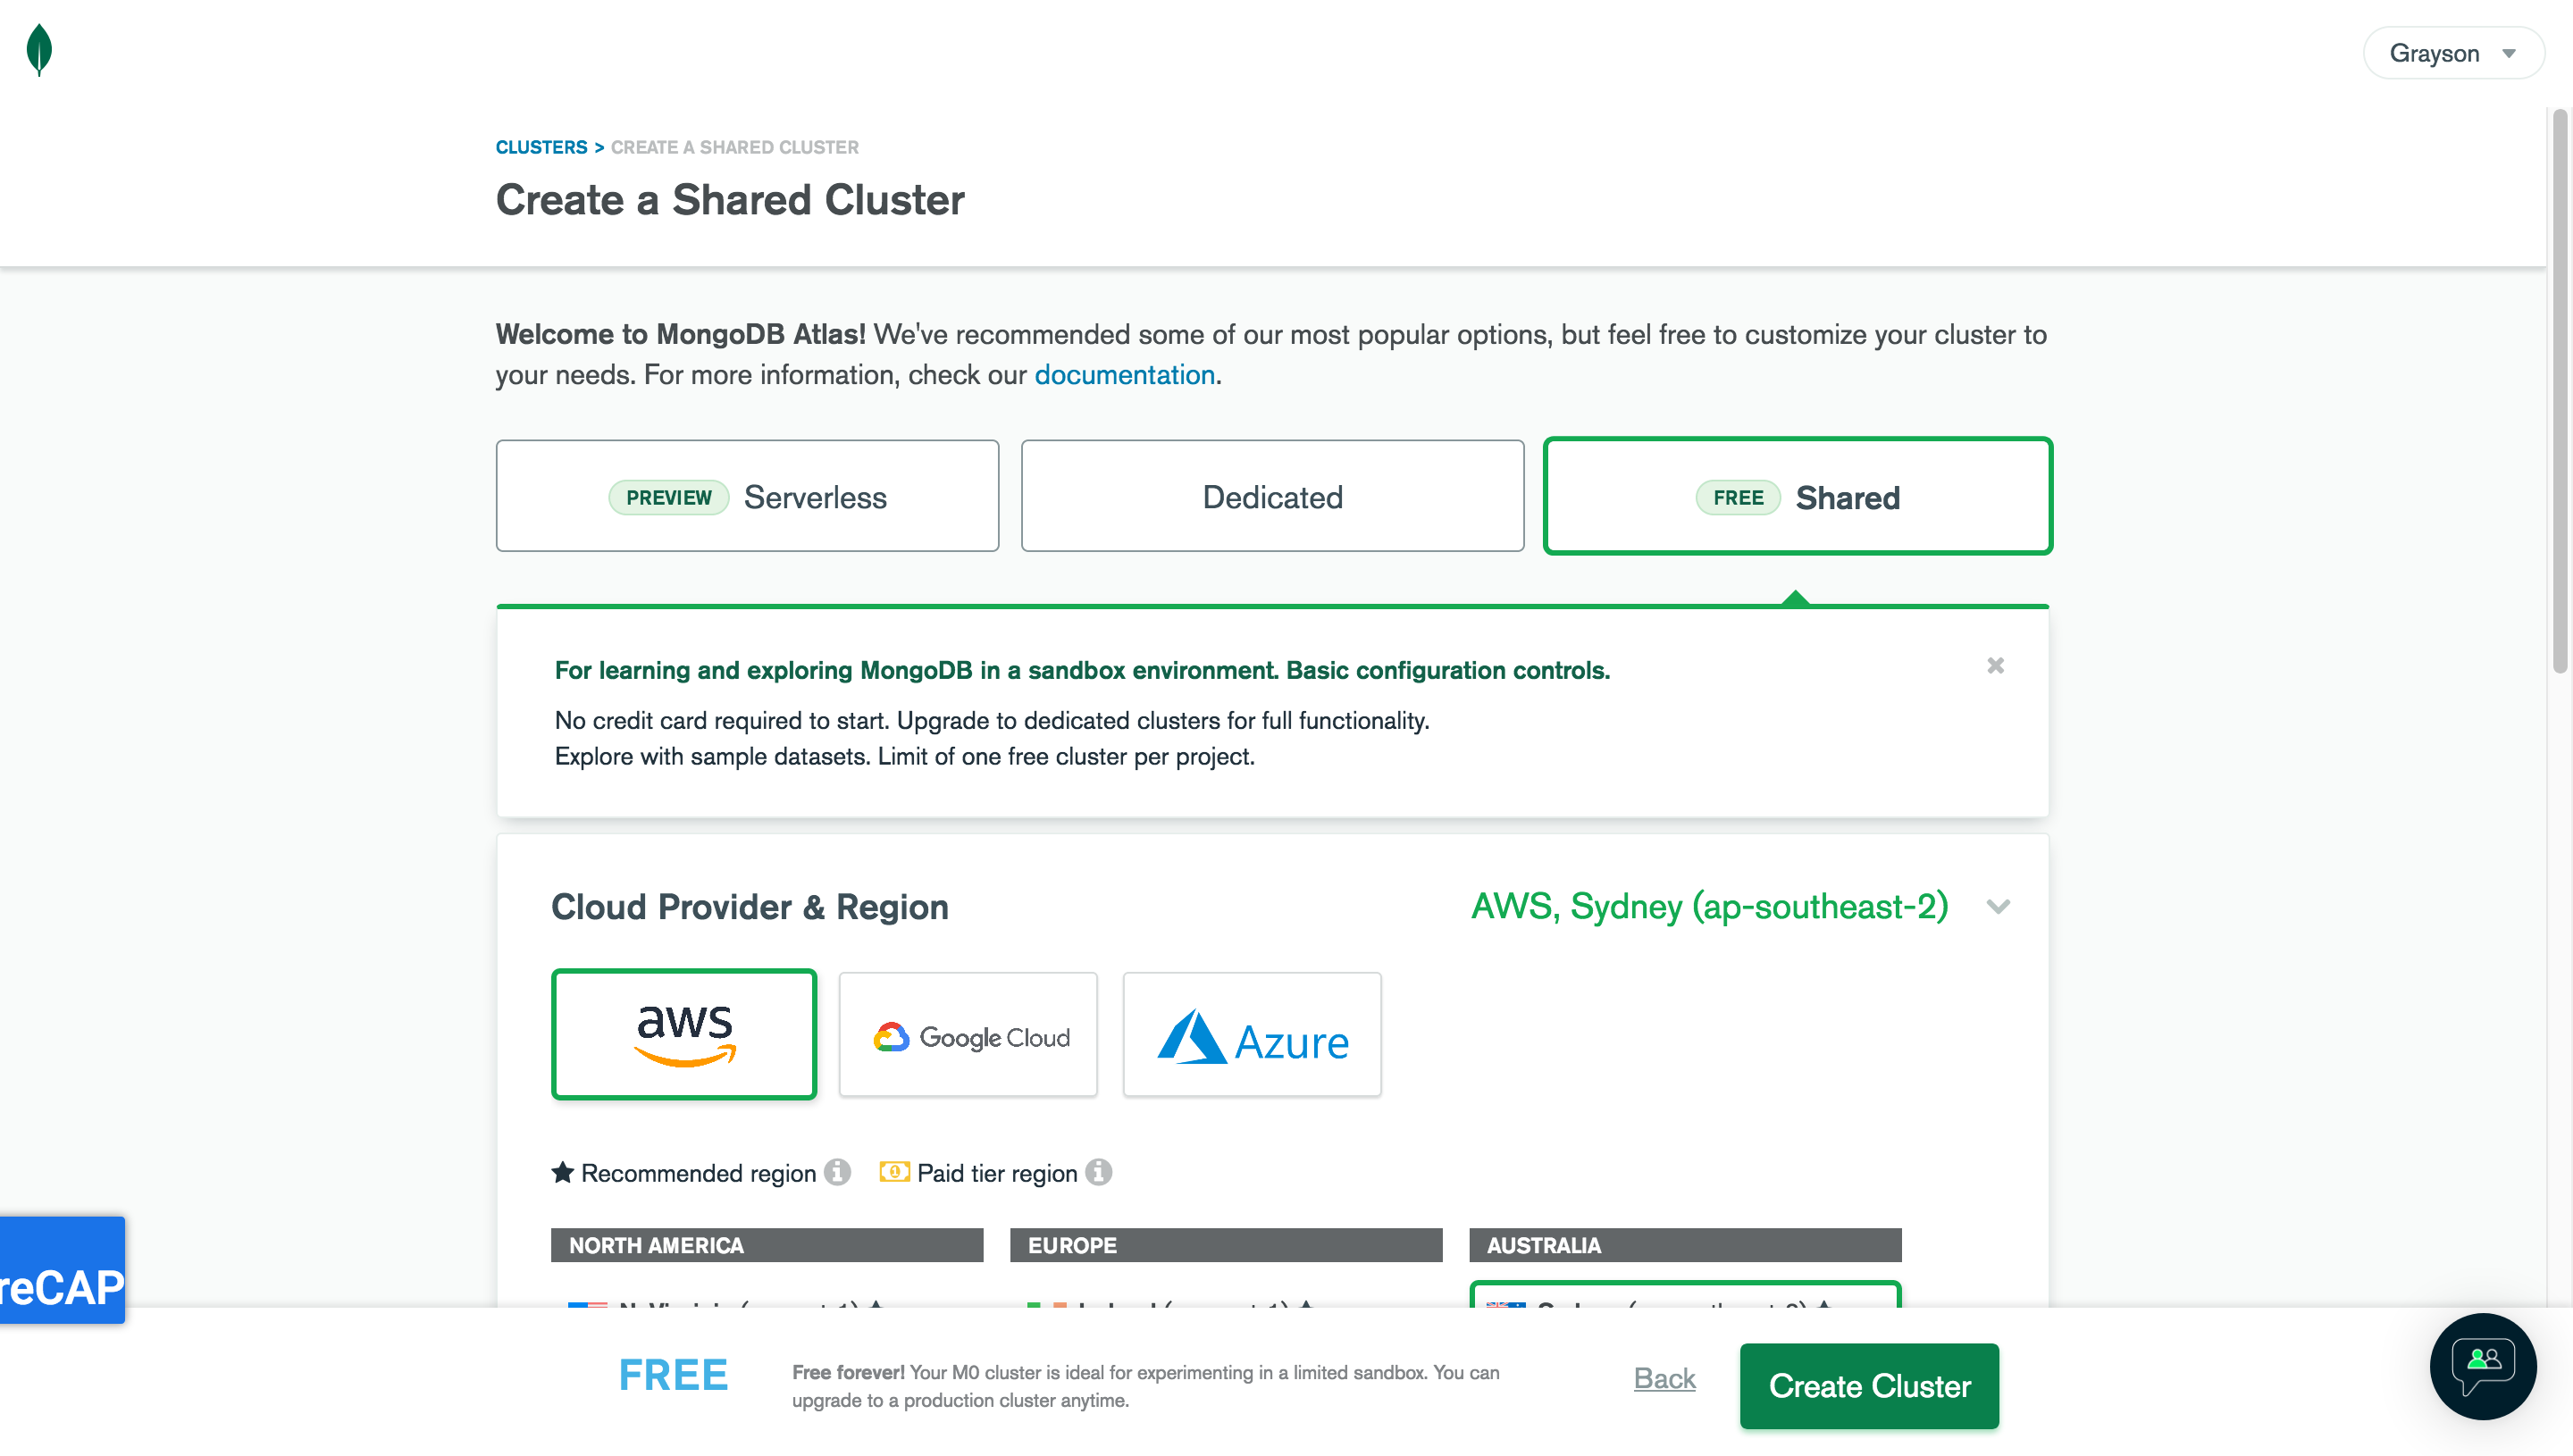 Grayson
CLUSTERS > CREATE A SHARED CLUSTER
Create a Shared Cluster
Welcome to MongoDB Atlas! We've recommended some of our most popular options, but feel free to customize your cluster to
your needs. For more information, check our documentation.
PREVIEW Serverless
Dedicated
FREE Shared
For learning and exploring MongoDB in a sandbox environment. Basic configuration controls.
No credit card required to start. Upgrade to dedicated clusters for full functionality.
Explore with sample datasets. Limit of one free cluster per project.
Cloud Provider & Region
AWS, Sydney (ap-southeast-2)
aws
Google Cloud
Azure
Recommended region
Paid tier region
NORTH AMERICA
EUROPE
AUSTRALIA
reCAP
FREE
Free forever! Your M0 cluster is ideal for experimenting in a limited sandbox. You can
upgrade to a production cluster anytime.
Back
Create Cluster